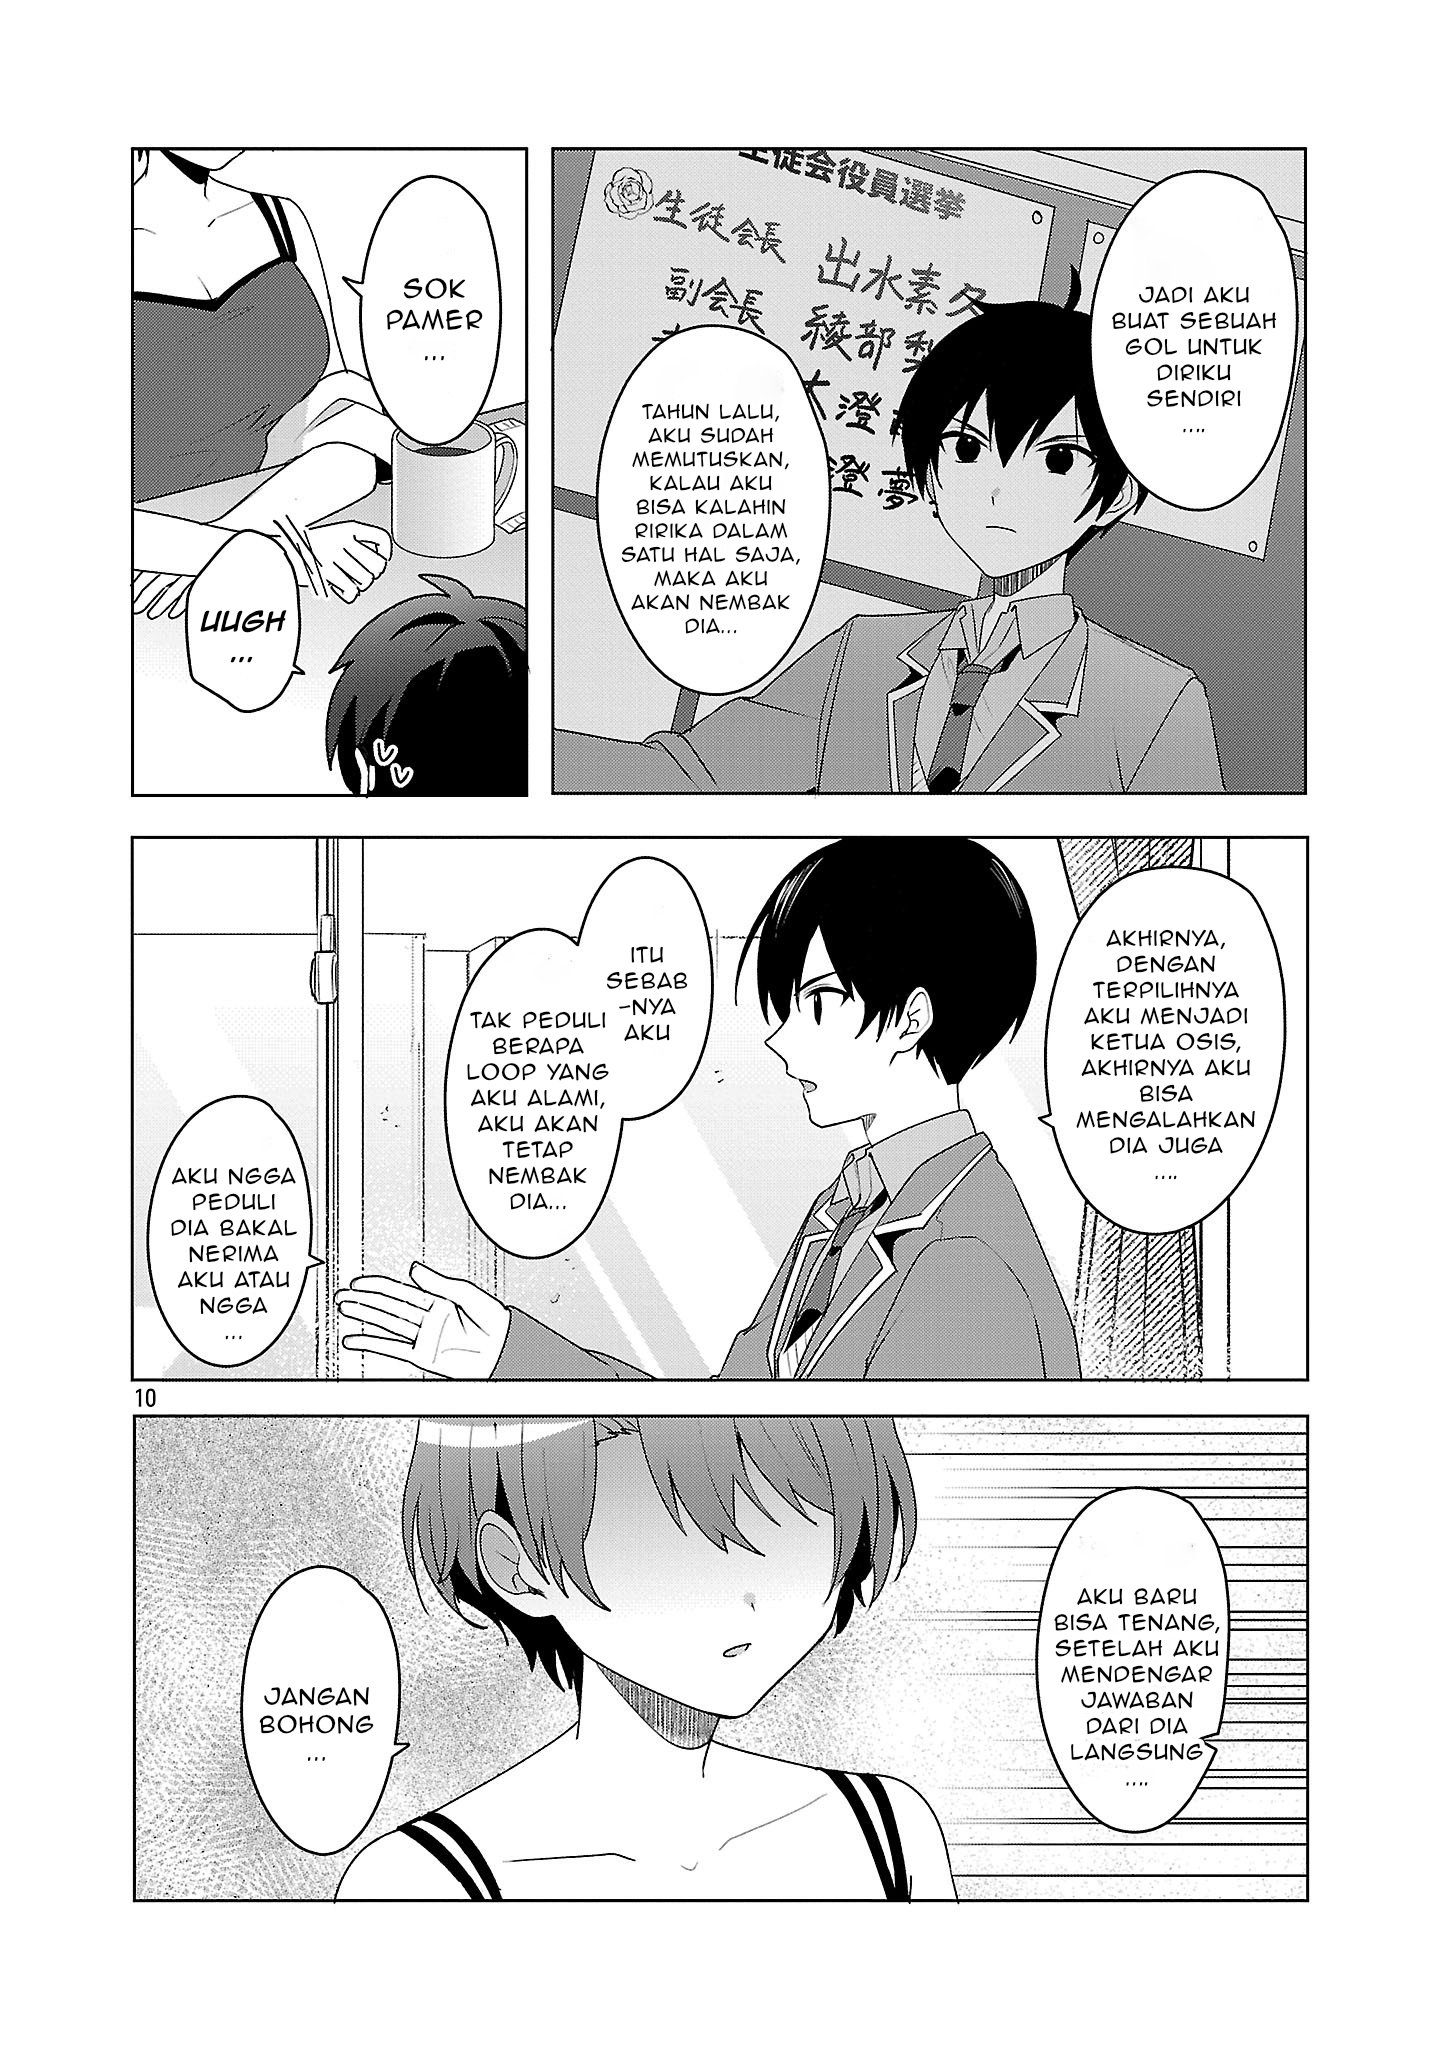 JADI AKU
BUAT SEBUAH
GOL UNTUK
DIRIKU
SENDIRI
....
生徒会役員選挙
生徒会長 出水素久
副会長 綾部梨
大澄
澄
TAHUN LALU,
AKU SUDAH
MEMUTUSKAN,
KALAU AKU
BISA KALAHIN
RIRIKA DALAM
SATU HAL SAJA,
MAKA AKU
AKAN NEMBAK
DIA...
SOK
PAMER
...
UUGH
...
AKHIRNYA,
DENGAN
TERPILIHNYA
AKU MENJADI
KETUA OSIS,
AKHIRNYA AKU
BISA
MENGALAHKAN
DIA JUGA
....
ITU
SEBAB
-NYA
AKU
TAK PEDULI
BERAPA
LOOP YANG
AKU ALAMI,
AKU AKAN
TETAP
NEMBAK
DIA...
AKU NGGA
PEDULI
DIA BAKAL
NERIMA
AKU ATAU
NGGA
...
10
AKU BARU
BISA TENANG,
SETELAH AKU
MENDENGAR
JAWABAN
DARI DIA
LANGSUNG
....
JANGAN
BOHONG
...